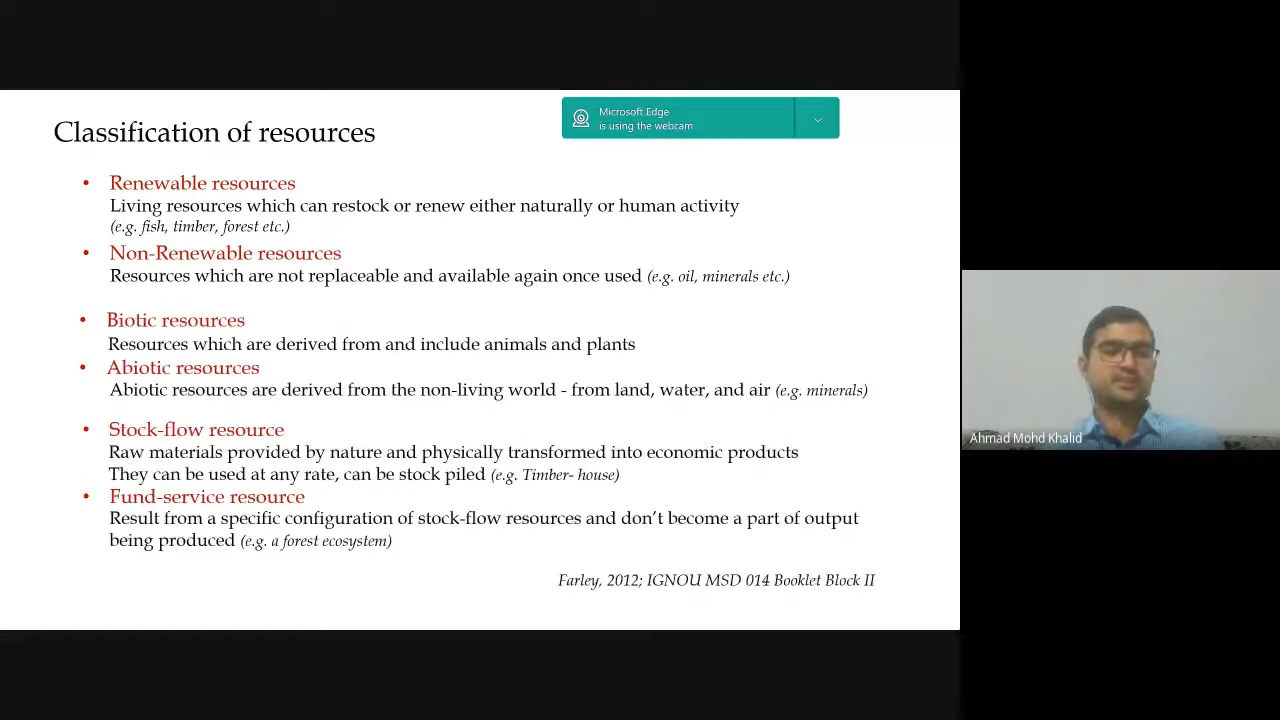 Classification of resources
Microsoft Edge
is using the webcam
• Renewable resources
Living resources which can restock or renew either naturally or human activity
(e.g. fish, timber, forest etc.)
• Non-Renewable resources
Resources which are not replaceable and available again once used (e.g. oil, minerals etc.)
• Biotic resources
Resources which are derived from and include animals and plants
• Abiotic resources
Abiotic resources are derived from the non-living world - from land, water, and air (e.g. minerals)
• Stock-flow resource
Raw materials provided by nature and physically transformed into economic products
They can be used at any rate, can be stock piled (e.g. Timber- house)
• Fund-service resource
Result from a specific configuration of stock-flow resources and don't become a part of output
being produced (e.g. a forest ecosystem)
Farley, 2012; IGNOU MSD 014 Booklet Block II
Ahmad Mohd Khalid